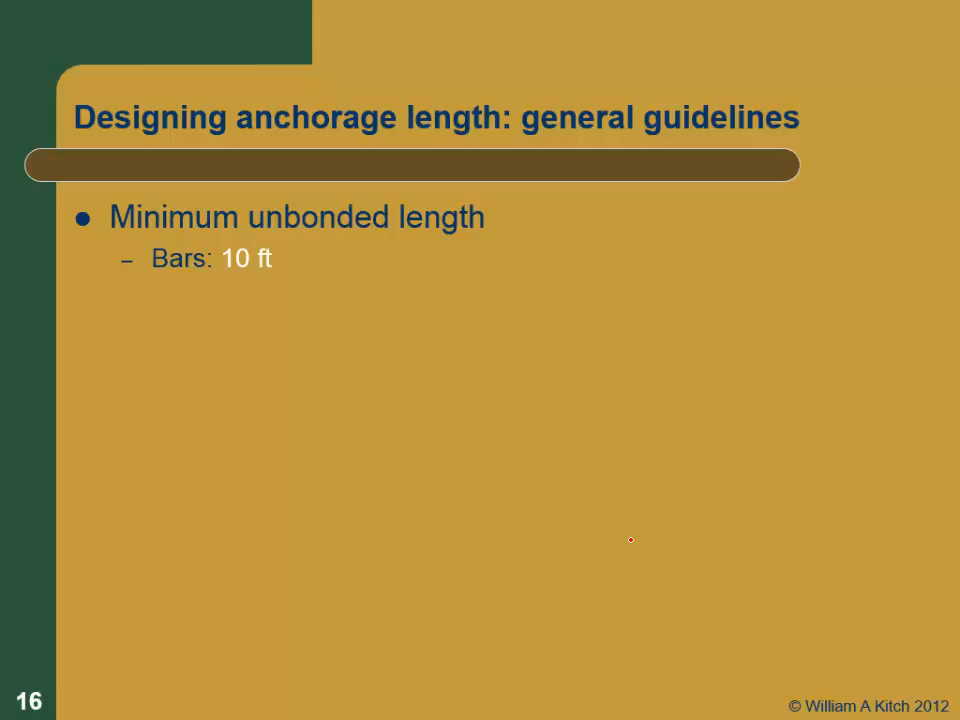 Designing anchorage length: general guidelines
● Minimum unbonded length
– Bars: 10 ft
16
© William A Kitch 2012